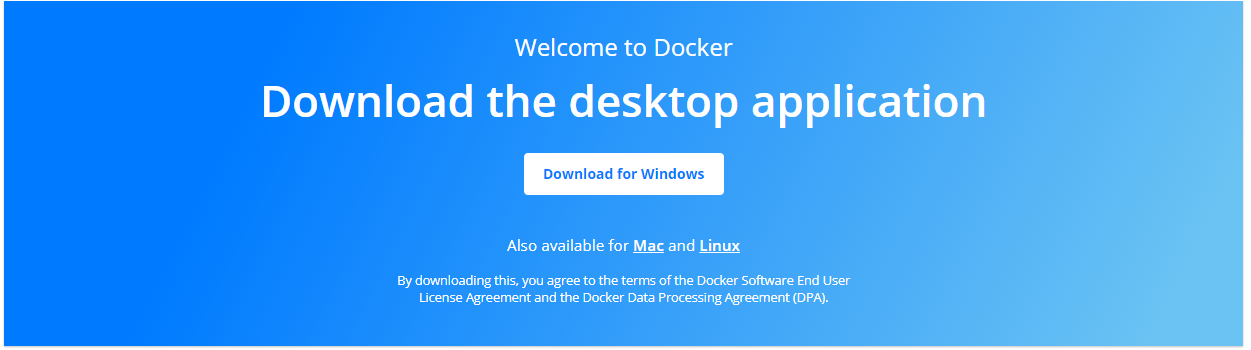 Welcome to Docker
Download the desktop application
Download for Windows
Also available for Mac and Linux
By downloading this, you agree to the terms of the Docker Software End User
License Agreement and the Docker Data Processing Agreement (DPA).